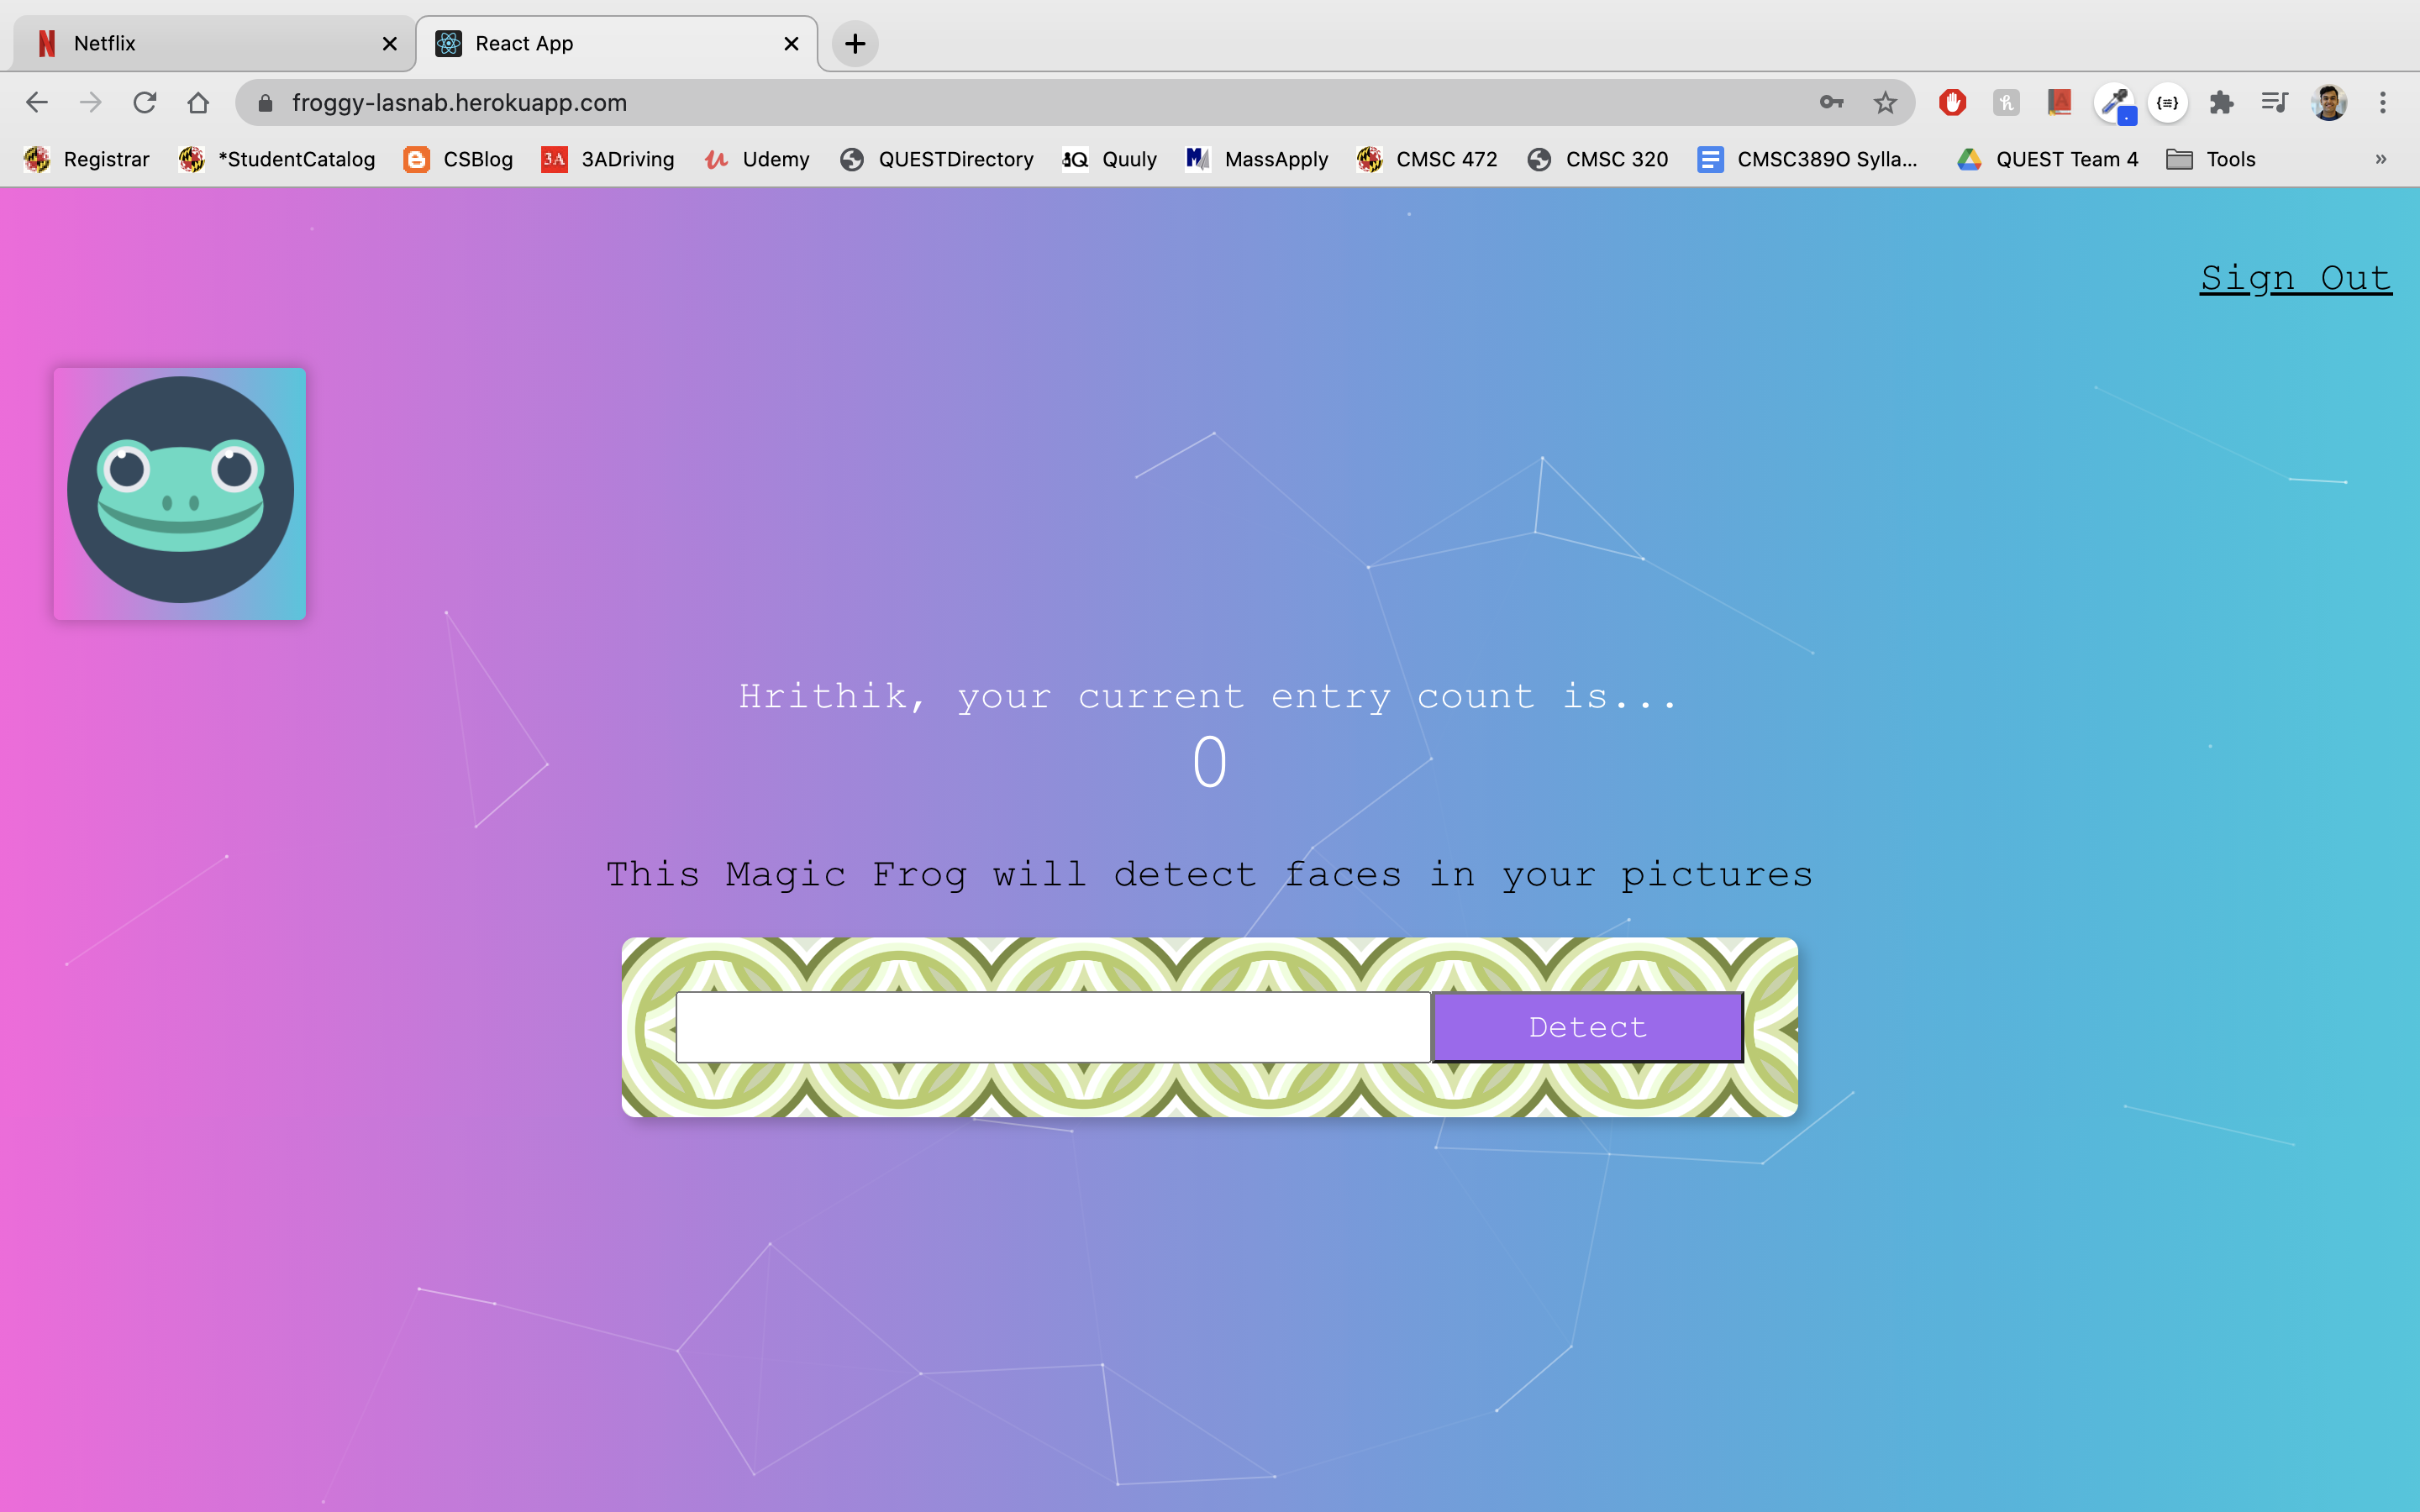 Netflix
React App
froggy-lasnab.herokuapp.com
Registrar *StudentCatalog CSBlog 3A 3ADriving Udemy QUESTDirectory Quuly MassApply CMSC 472 CMSC 320 CMSC389O Sylla... QUEST Team 4 Tools »
Sign Out
Hrithik, your current entry count is...
0
This Magic Frog will detect faces in your pictures
Detect